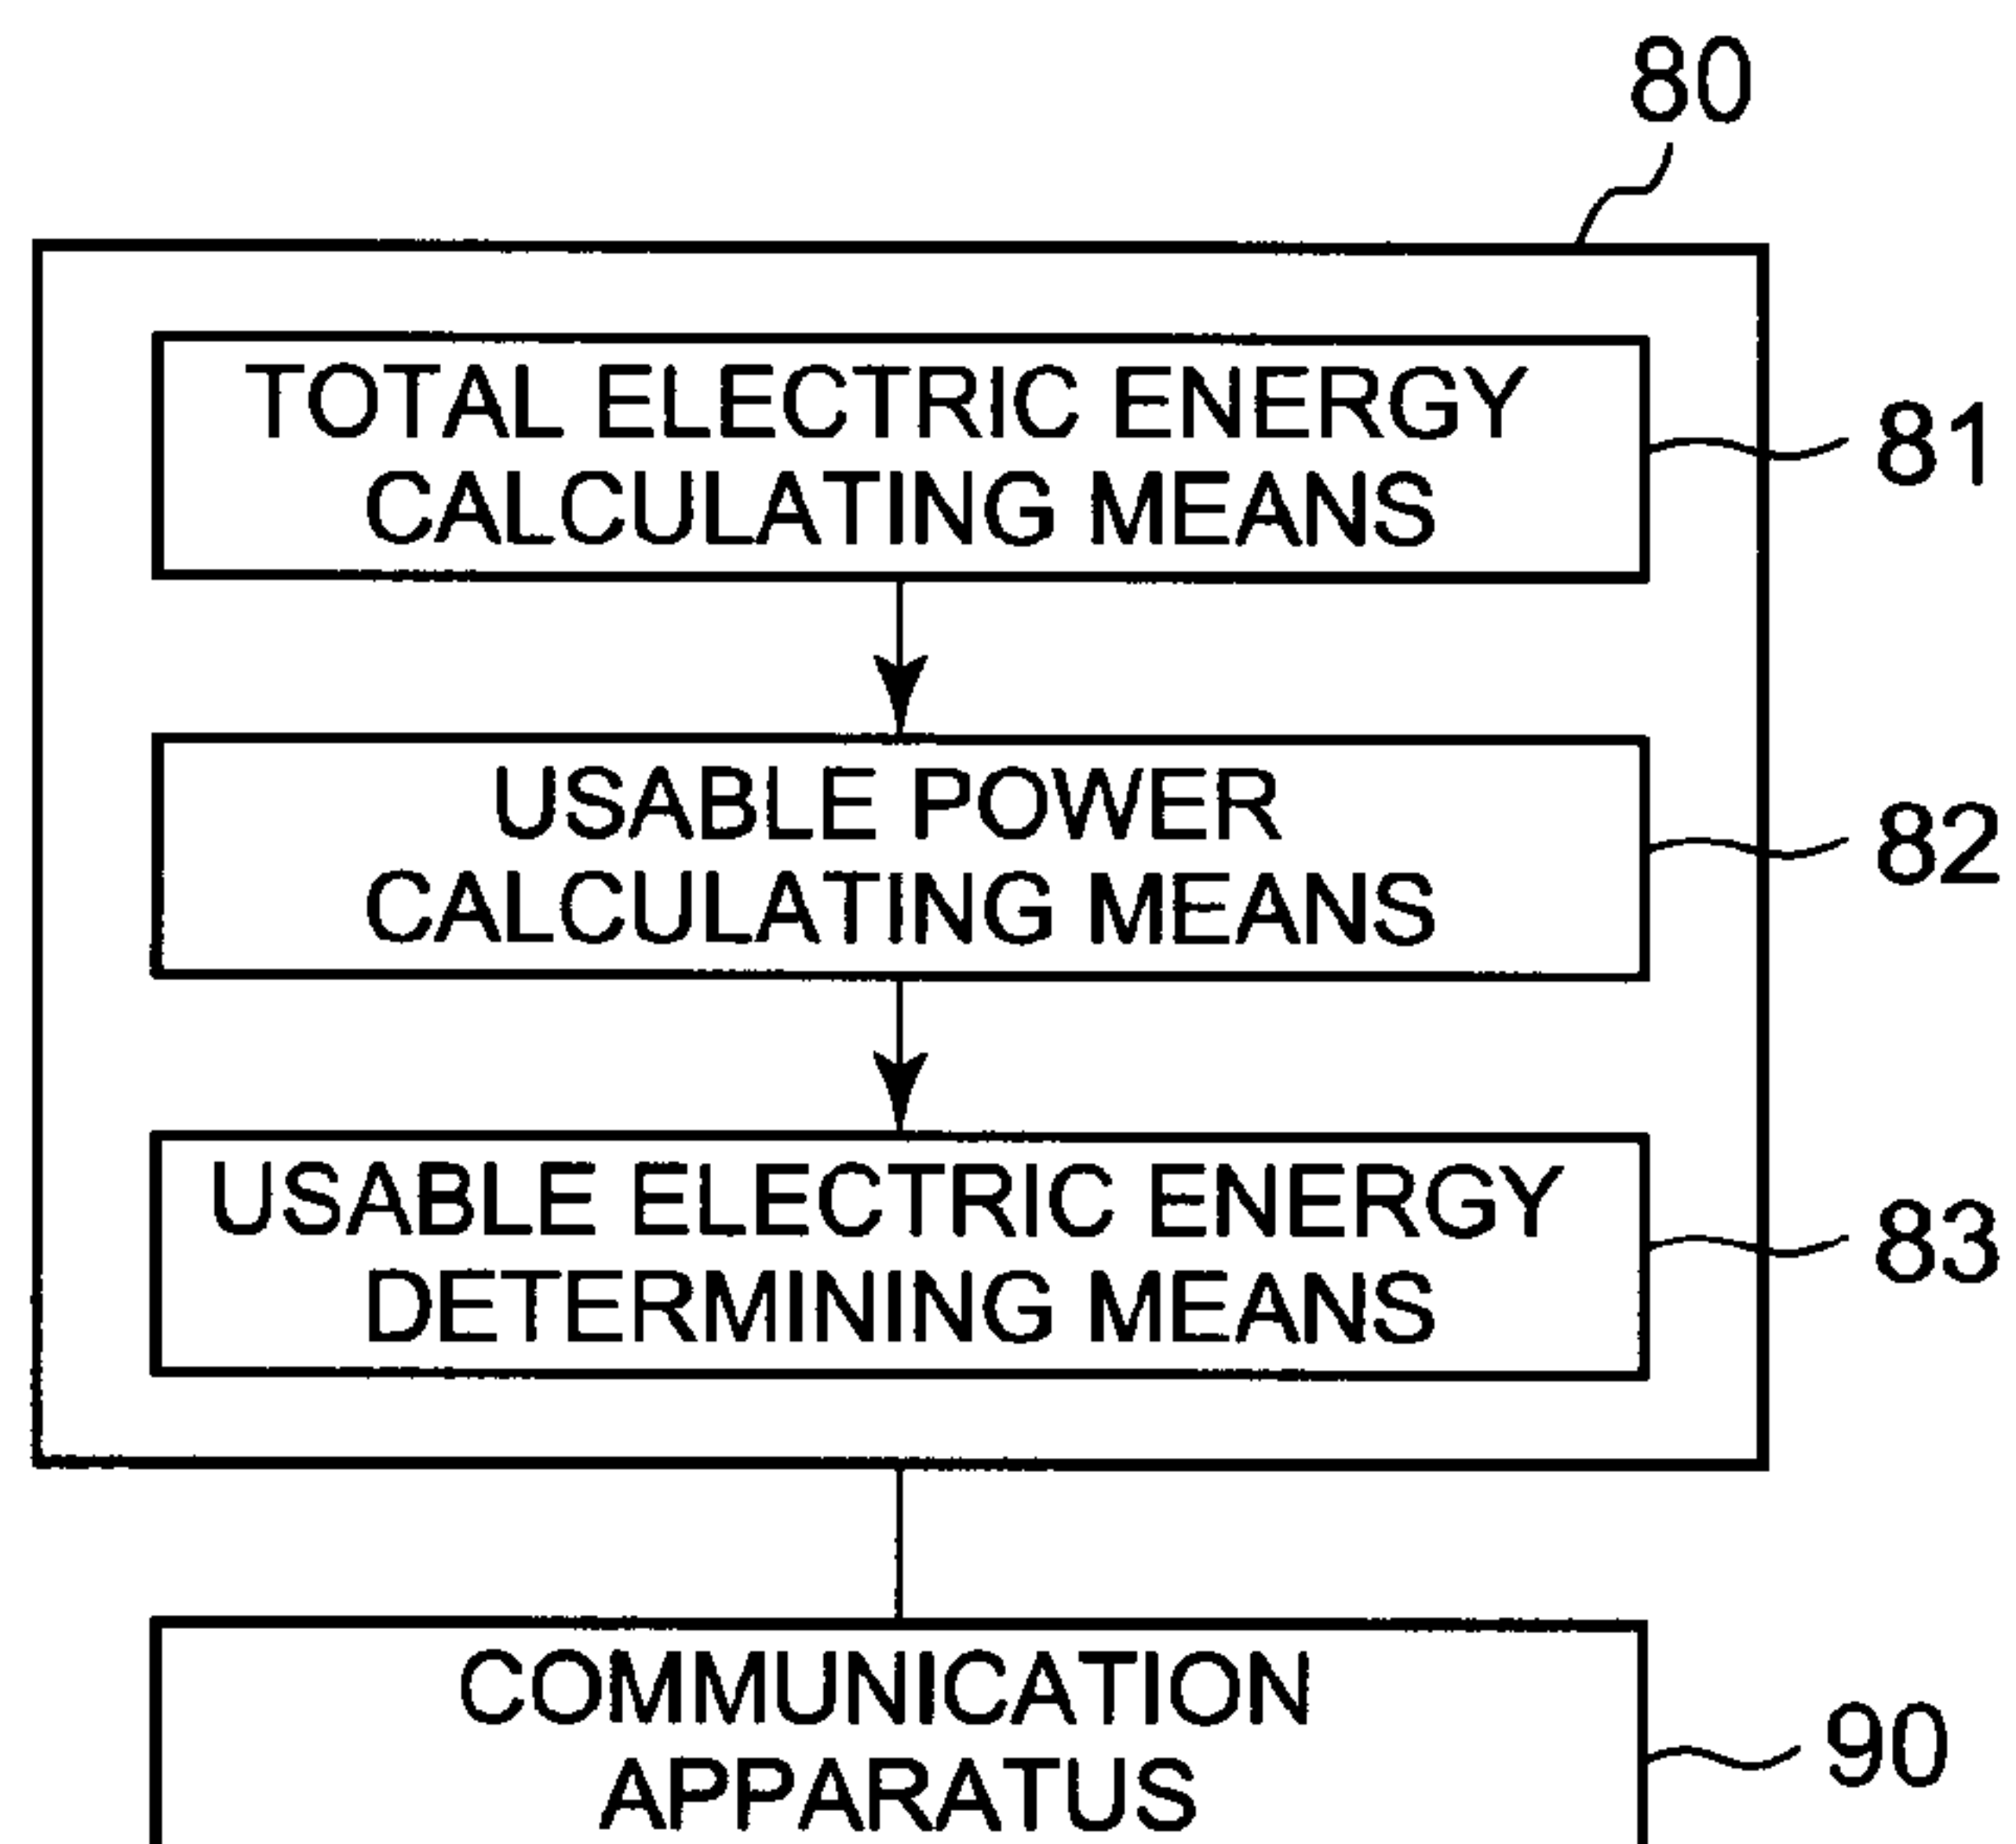 80
TOTAL ELECTRIC ENERGY
CALCULATING MEANS
81
USABLE POWER
CALCULATING MEANS
82
USABLE ELECTRIC ENERGY
DETERMINING MEANS
83
COMMUNICATION
APPARATUS
90